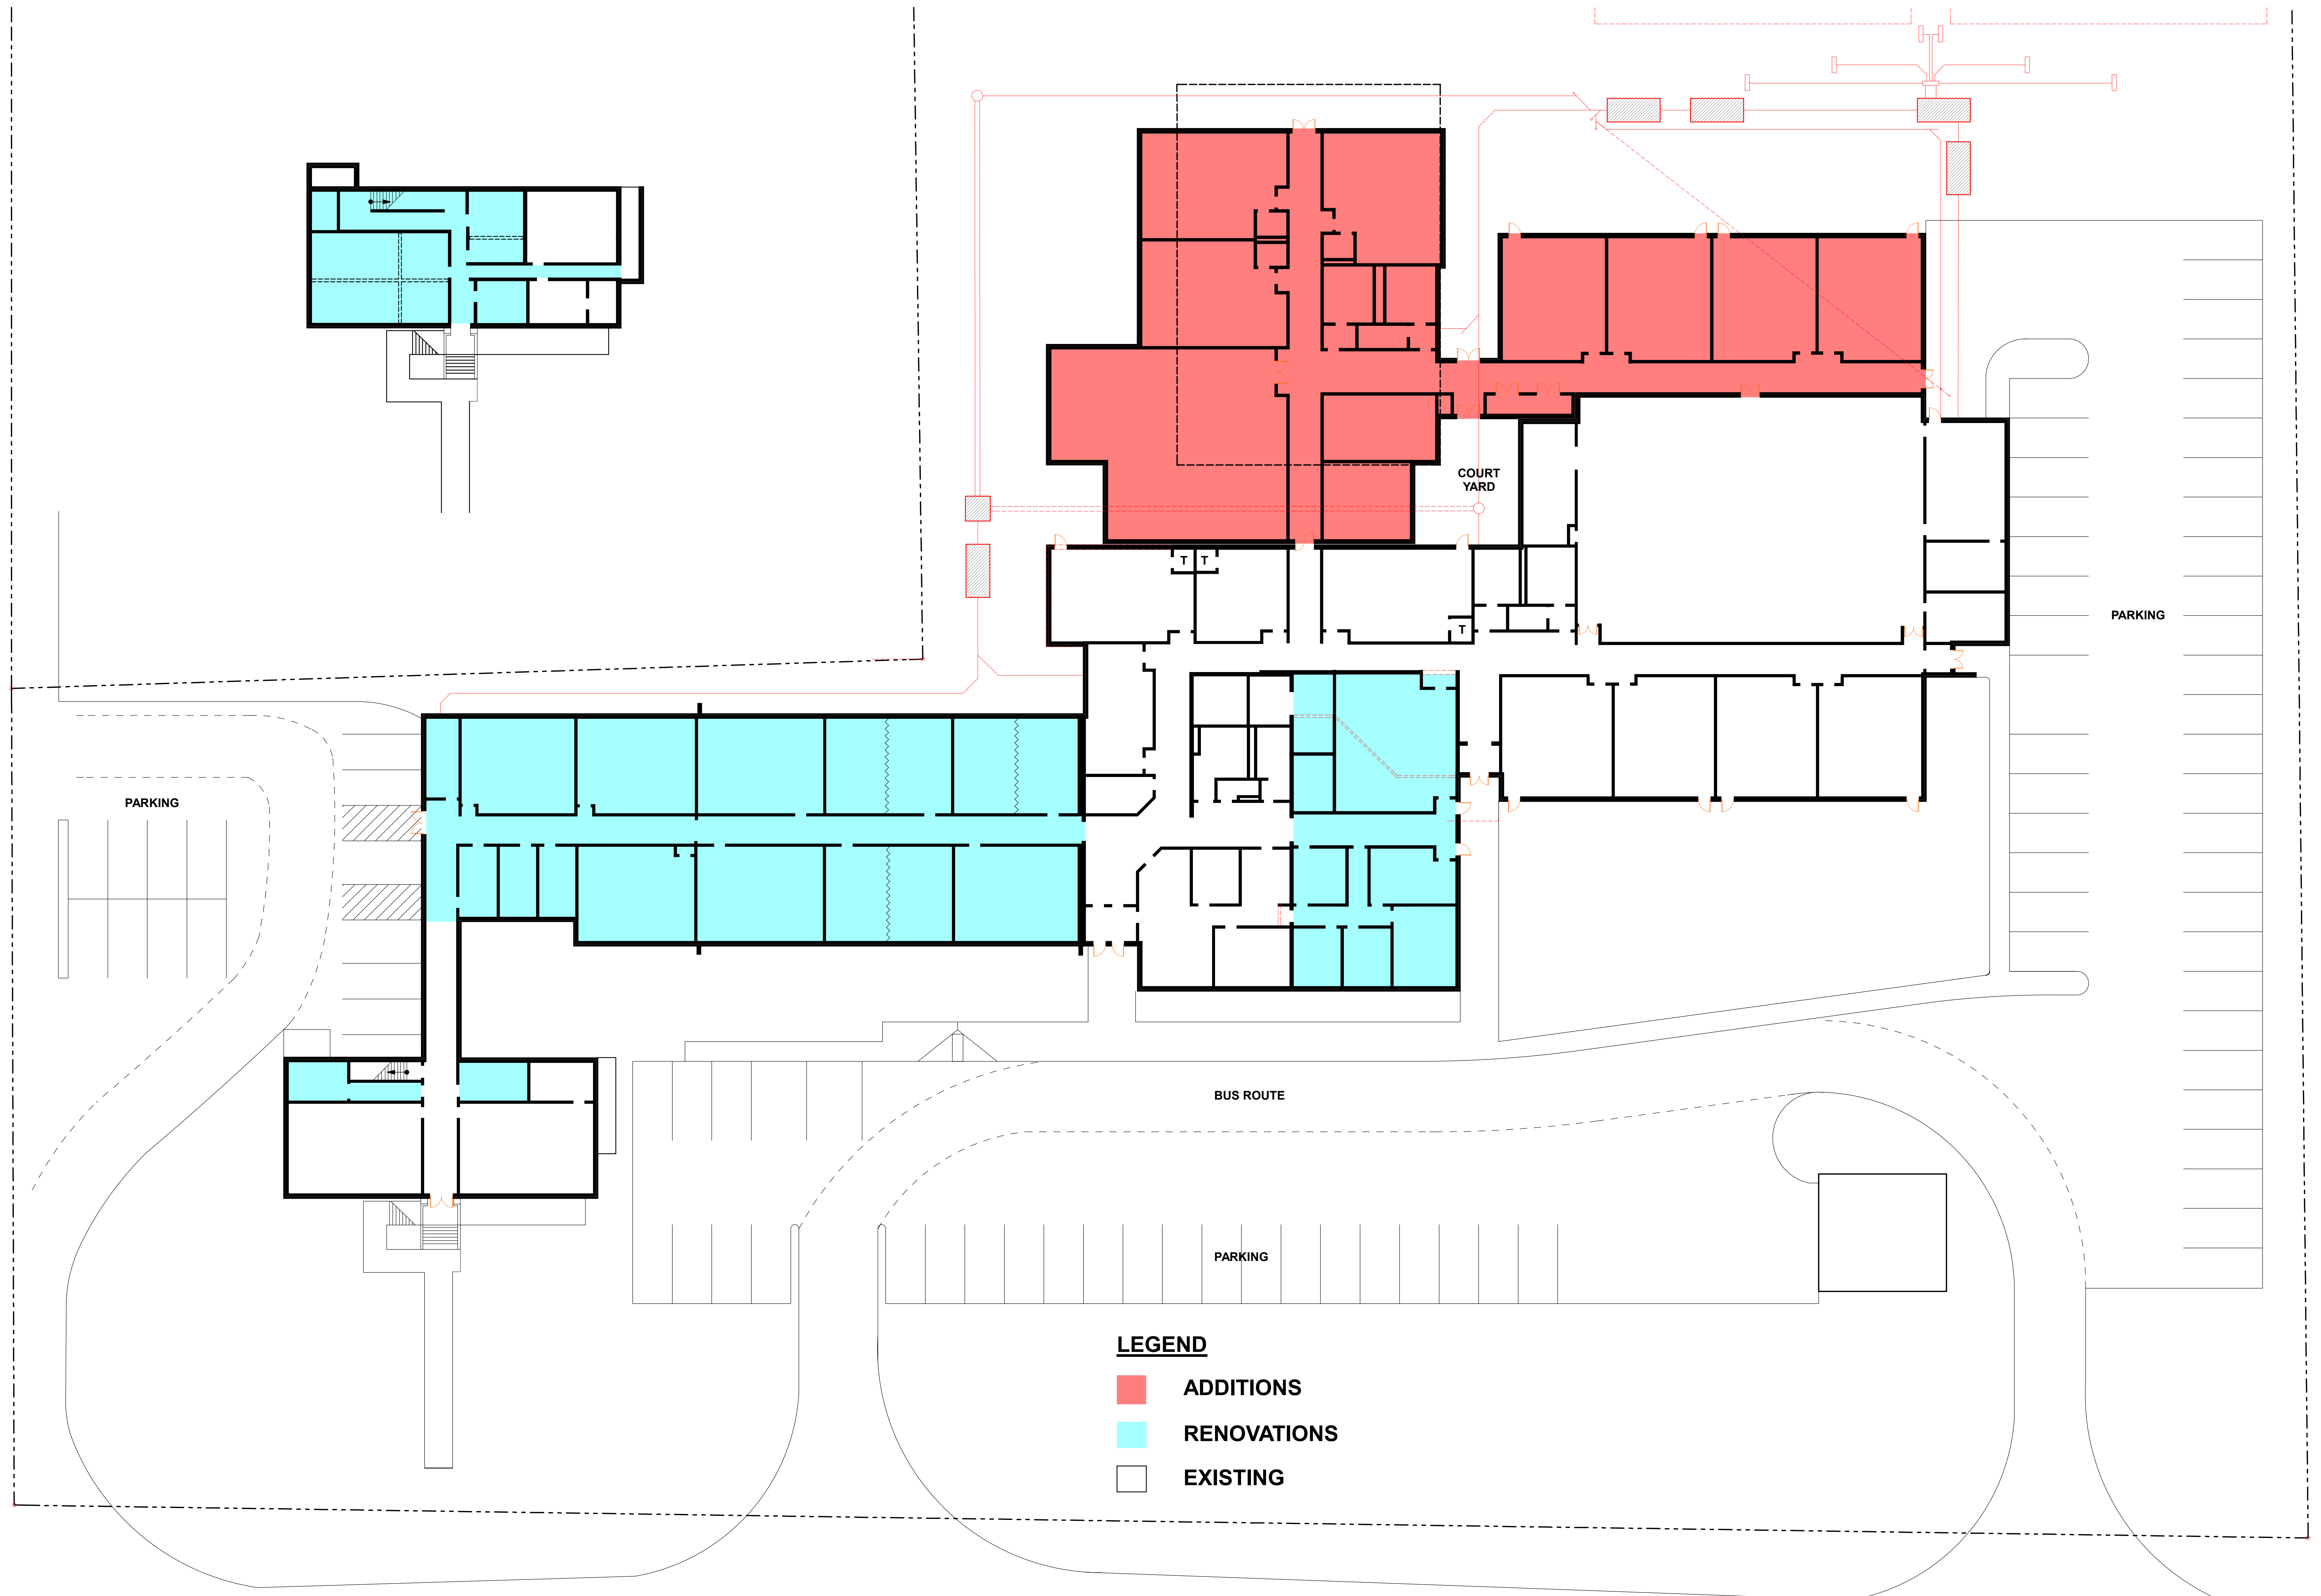 COURT
YARD
T T
PARKING
T
PARKING
BUS ROUTE
PARKING
LEGEND
ADDITIONS
RENOVATIONS
EXISTING